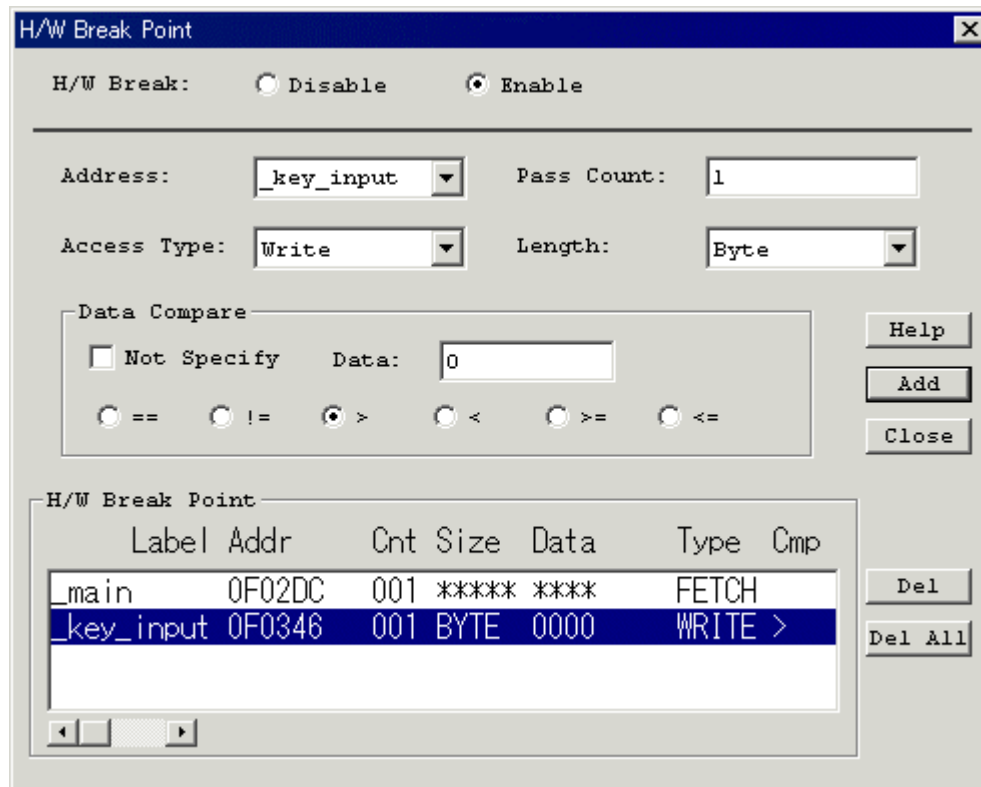 H/W Break Point
H/W Break: Disable Enable
Address: _key_input Pass Count: 1
Access Type: Write Length: Byte
Data Compare
Not Specify Data: 0
== != > < >= <=
Help
Add
Close
H/W Break Point
Label Addr Cnt Size Data Type Cmp
_main 0F02DC 001 ***** **** FETCH
_key_input 0F0346 001 BYTE 0000 WRITE >
Del
Del All